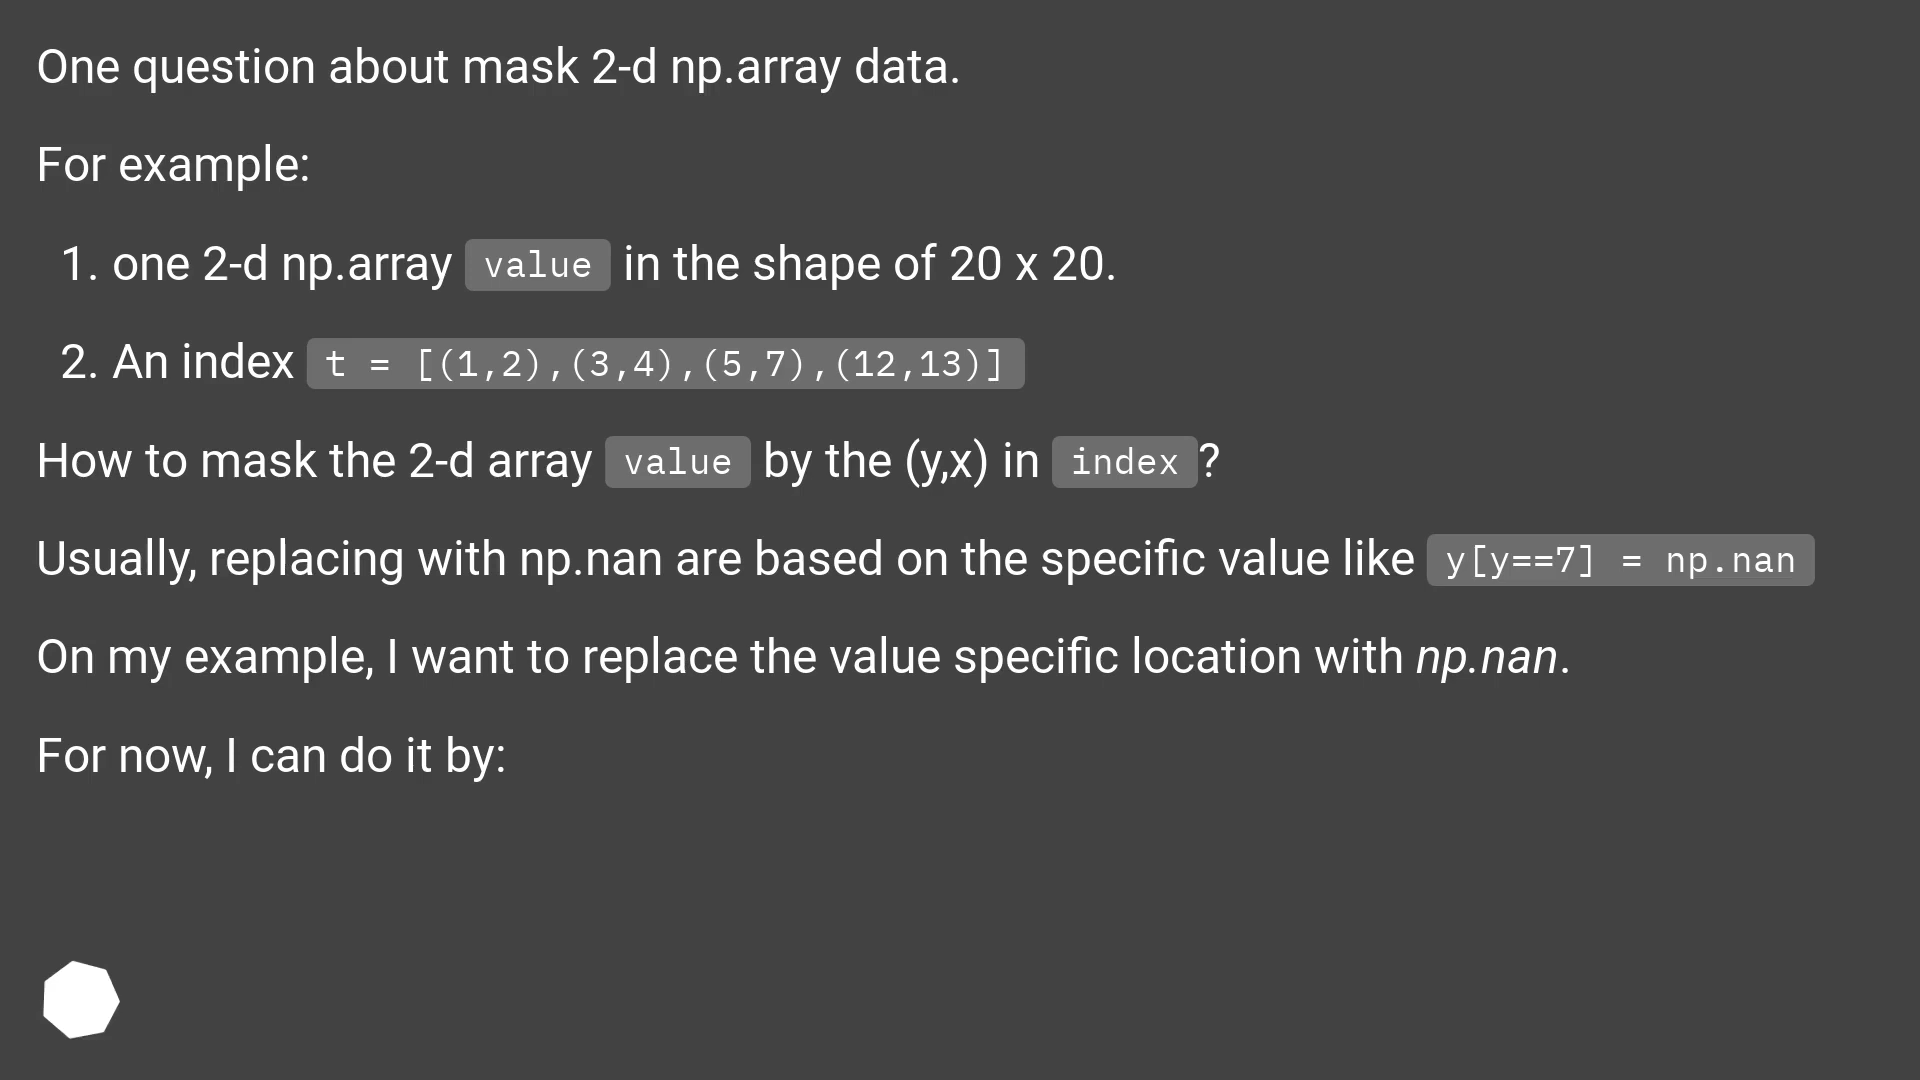 One question about mask 2-d np.array data.
For example:
1. one 2-d np.array value in the shape of 20 x 20.
2. An index t = [(1,2),(3,4),(5,7),(12,13)]
How to mask the 2-d array value by the (y,x) in index?
Usually, replacing with np.nan are based on the specific value like y[y==7] = np.nan
On my example, I want to replace the value specific location with np.nan.
For now, I can do it by: